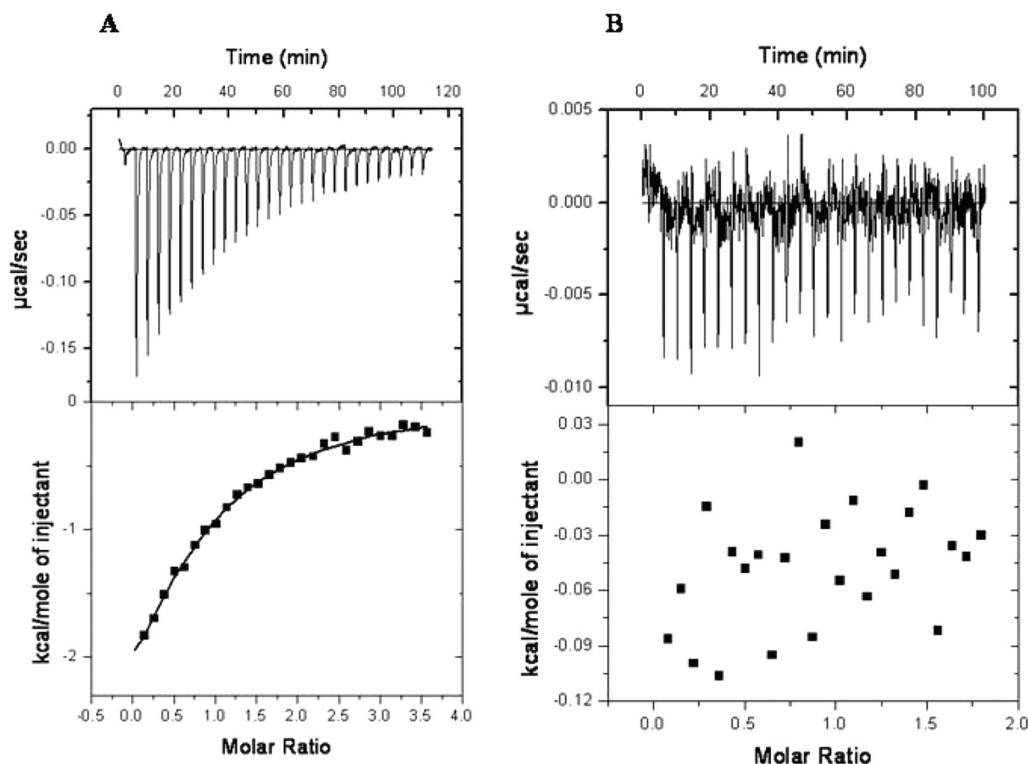 A
Time (min)
0 20 40 60 80 100 120
0.00
-0.05
-0.10
-0.15
µcal/sec
0
-1
-2
kcal/mole of injectant
-0.5 0.0 0.5 1.0 1.5 2.0 2.5 3.0 3.5 4.0
Molar Ratio
B
Time (min)
0 20 40 60 80 100
0.005
0.000
-0.005
-0.010
µcal/sec
0.03
0.00
-0.03
-0.06
-0.09
-0.12
kcal/mole of injectant
0.0 0.5 1.0 1.5 2.0
Molar Ratio